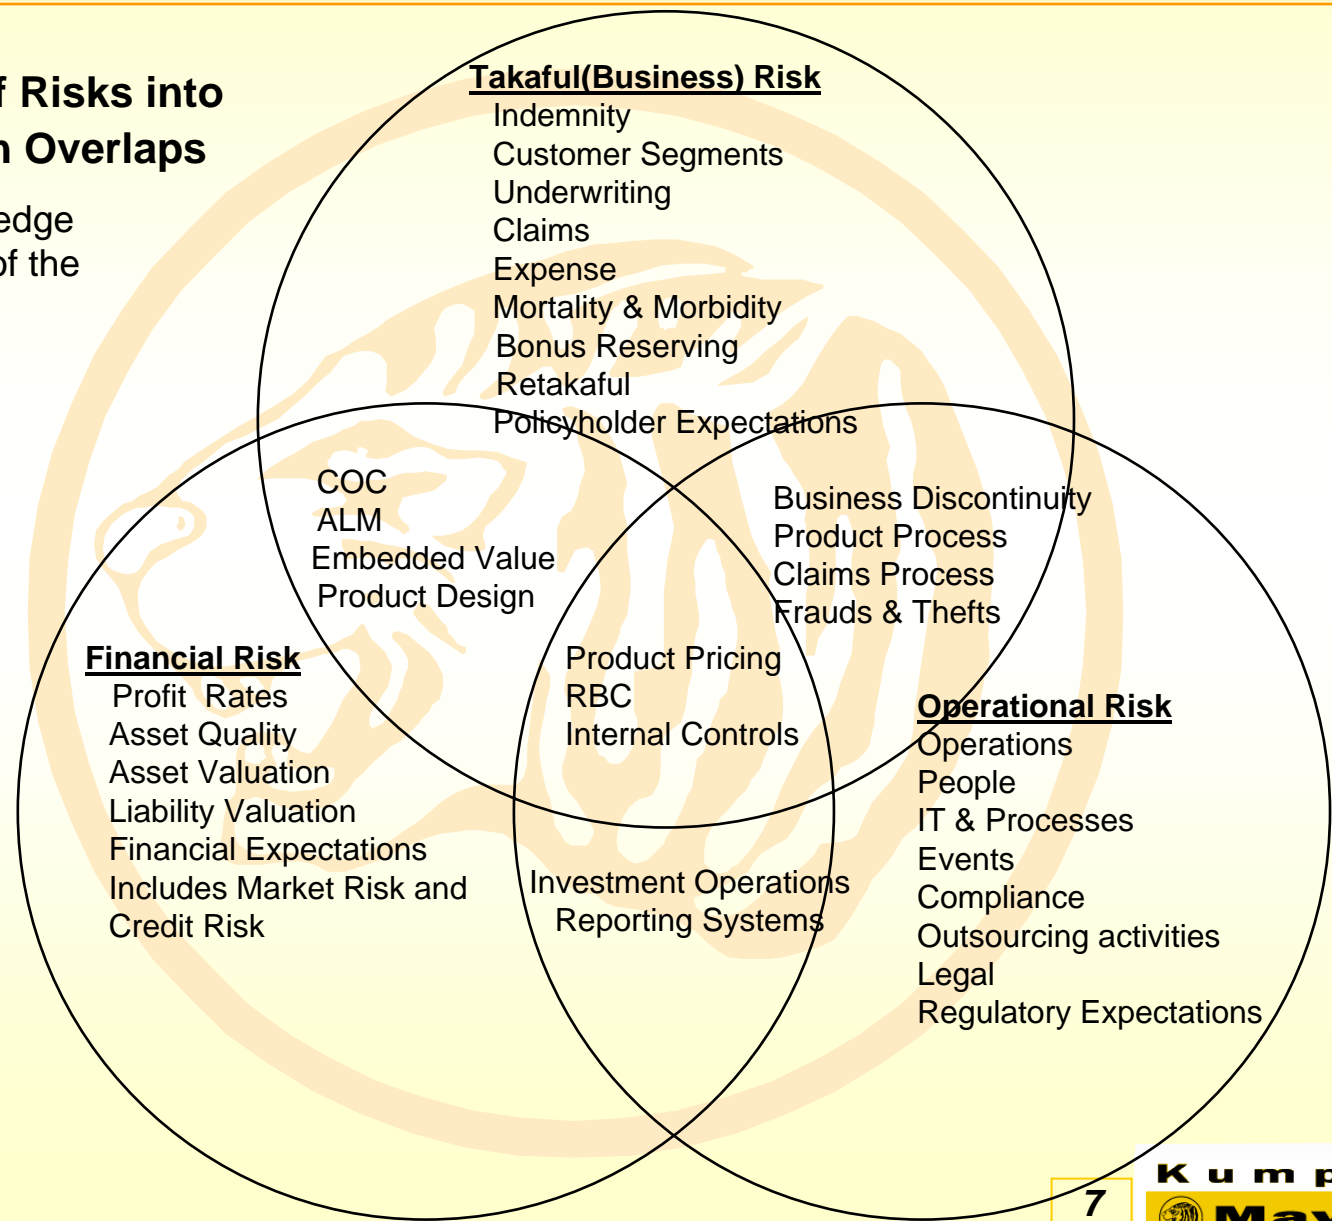 f Risks into
n Overlaps
edge
of the
Takaful(Business) Risk
Indemnity
Customer Segments
Underwriting
Claims
Expense
Mortality & Morbidity
Bonus Reserving
Retakaful
Policyholder Expectations
COC
ALM
Embedded Value
Product Design
Business Discontinuity
Product Process
Claims Process
Frauds & Thefts
Product Pricing
RBC
Internal Controls
Financial Risk
Profit Rates
Asset Quality
Asset Valuation
Liability Valuation
Financial Expectations
Includes Market Risk and
Credit Risk
Investment Operations
Reporting Systems
Operational Risk
Operations
People
IT & Processes
Events
Compliance
Outsourcing activities
Legal
Regulatory Expectations
7
Kump
May